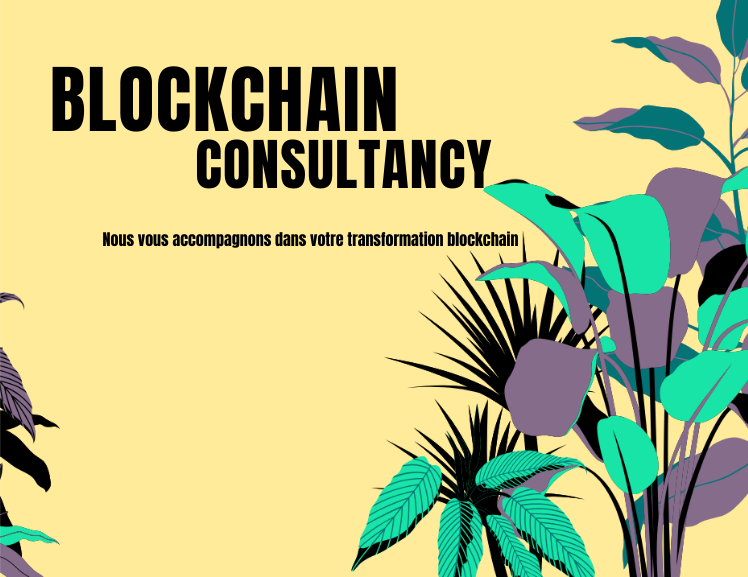 BLOCKCHAIN
CONSULTANCY
Nous vous accompagnons dans votre transformation blockchain